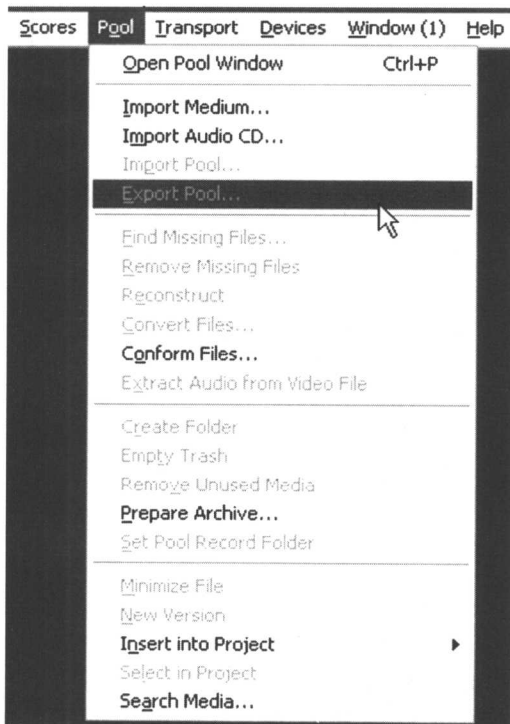 Scores Pool Transport Devices Window (1) Help
Open Pool Window Ctrl+P
Import Medium...
Import Audio CD...
Import Pool...
Export Pool...
Find Missing Files...
Remove Missing Files
Reconstruct
Convert Files...
Conform Files...
Extract Audio from Video File
Create Folder
Empty Trash
Remove Unused Media
Prepare Archive...
Set Pool Record Folder
Minimize File
New Version
Insert into Project
Select in Project
Search Media...